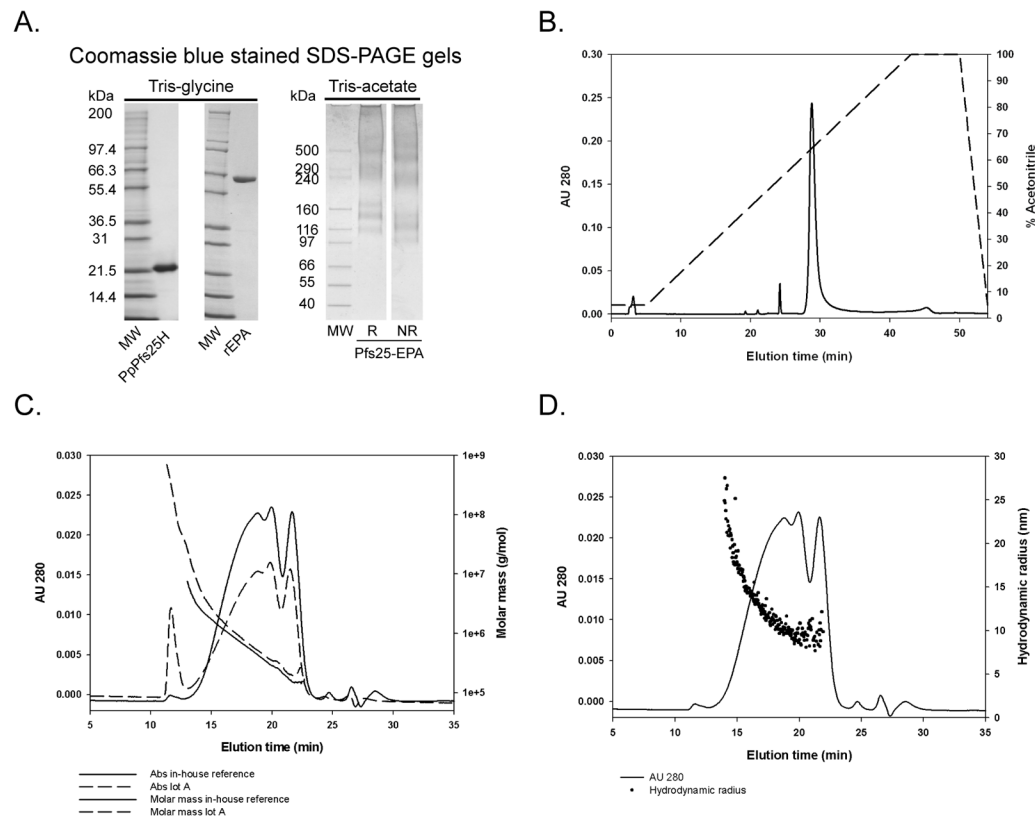 A.
Coomassie blue stained SDS-PAGE gels
Tris-glycine
Tris-acetate
kDa
200
97.4
66.3
55.4
36.5
31
21.5
14.4
kDa
500
290
240
160
116
97
66
55
40
MW
PpPfs25H
MW
rEPA
MW R NR
Pfs25-EPA
B.
AU 280
0.30
0.25
0.20
0.15
0.10
0.05
0.00
% Acetonitrile
100
90
80
70
60
50
40
30
20
10
0
0 10 20 30 40 50
Elution time (min)
C.
AU 280
0.030
0.025
0.020
0.015
0.010
0.005
0.000
Molar mass (g/mol)
1e+9
1e+8
1e+7
1e+6
1e+5
5 10 15 20 25 30 35
Elution time (min)
Abs in-house reference
Abs lot A
Molar mass in-house reference
Molar mass lot A
D.
AU 280
0.030
0.025
0.020
0.015
0.010
0.005
0.000
Hydrodynamic radius (nm)
30
25
20
15
10
5
0
5 10 15 20 25 30 35
Elution time (min)
AU 280
Hydrodynamic radius